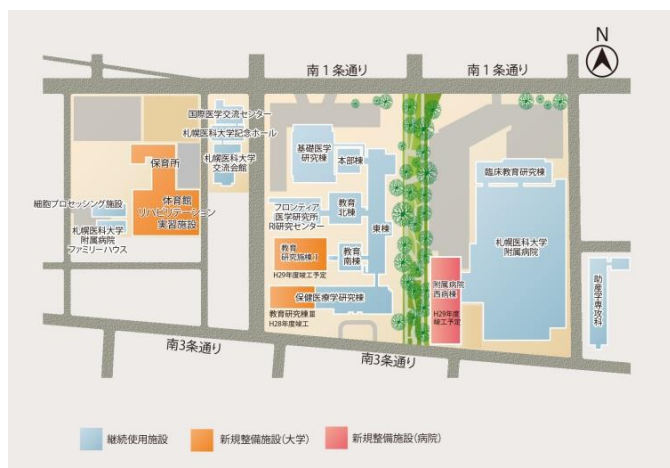 N
南1条通り
南1条通り
国際医学交流センター
札幌医科大学記念ホール
札幌医科大学
交流会館
保育所
体育館
リハビリテーション
実習施設
細胞プロセッシング施設
札幌医科大学
附属病院
ファミリーハウス
基礎医学
研究棟
本部棟
フロンティア
医学研究所
RI研究センター
教育
北棟
東棟
教育
研究施棟I
H29年度竣工予定
教育
南棟
保健医療学研究棟
教育研究棟Ⅱ
H28年度竣工
臨床教育研究棟
札幌医科大学
附属病院
附属病院
西病棟
H29年度
竣工予定
助産学専攻科
南3条通り
南3条通り
継続使用施設
新規整備施設(大学)
新規整備施設(病院)